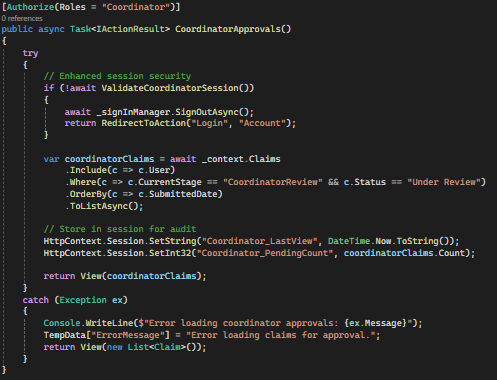 [Authorize(Roles = "Coordinator")]
0 references
public async Task<IActionResult> CoordinatorApprovals()
{
    try
    {
        // Enhanced session security
        if (!await ValidateCoordinatorSession())
        {
            await _signInManager.SignOutAsync();
            return RedirectToAction("Login", "Account");
        }

        var coordinatorClaims = await _context.Claims
            .Include(c => c.User)
            .Where(c => c.CurrentStage == "CoordinatorReview" && c.Status == "Under Review")
            .OrderBy(c => c.SubmittedDate)
            .ToListAsync();

        // Store in session for audit
        HttpContext.Session.SetString("Coordinator_LastView", DateTime.Now.ToString());
        HttpContext.Session.SetInt32("Coordinator_PendingCount", coordinatorClaims.Count);

        return View(coordinatorClaims);
    }
    catch (Exception ex)
    {
        Console.WriteLine($"Error loading coordinator approvals: {ex.Message}");
        TempData["ErrorMessage"] = "Error loading claims for approval.";
        return View(new List<Claim>());
    }
}